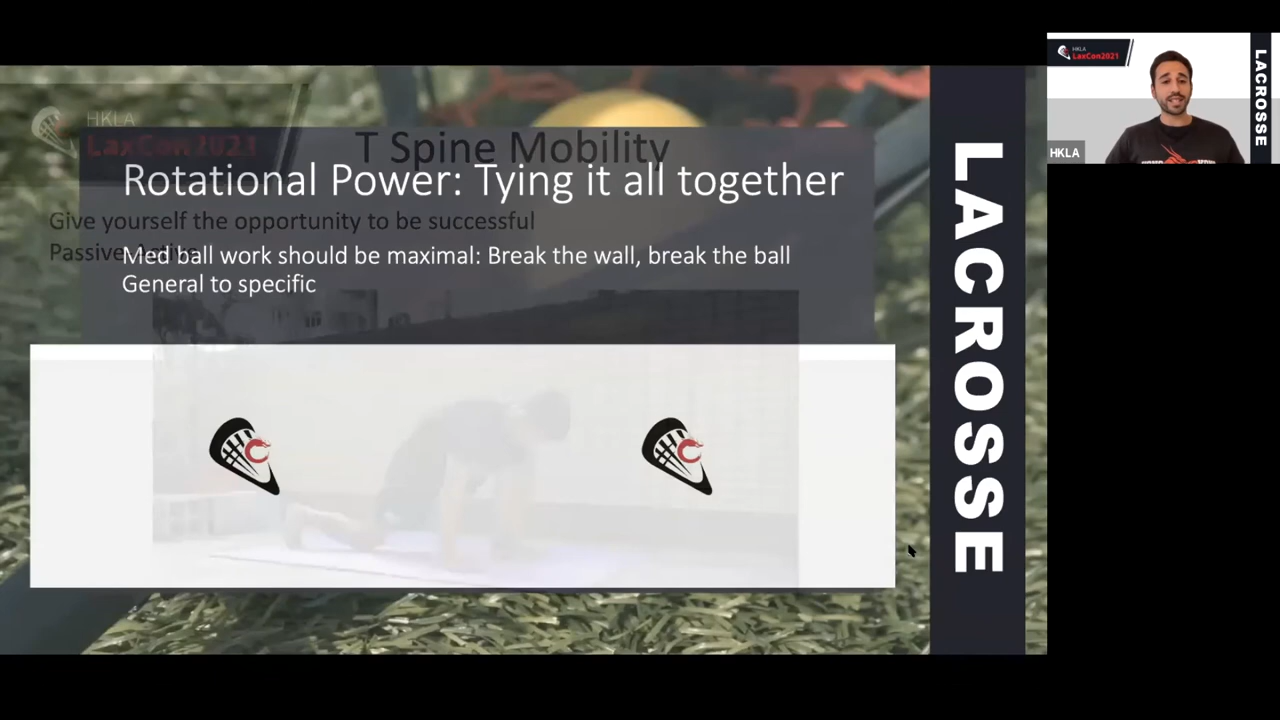 HKLA
LaxCon2021
T Spine Mobility
Rotational Power: Tying it all together
Give yourself the opportunity to be successful
Passive
Med ball work should be maximal: Break the wall, break the ball
General to specific
LACROSSE
HKLA
LaxCon2021
LACROSSE
HKLA